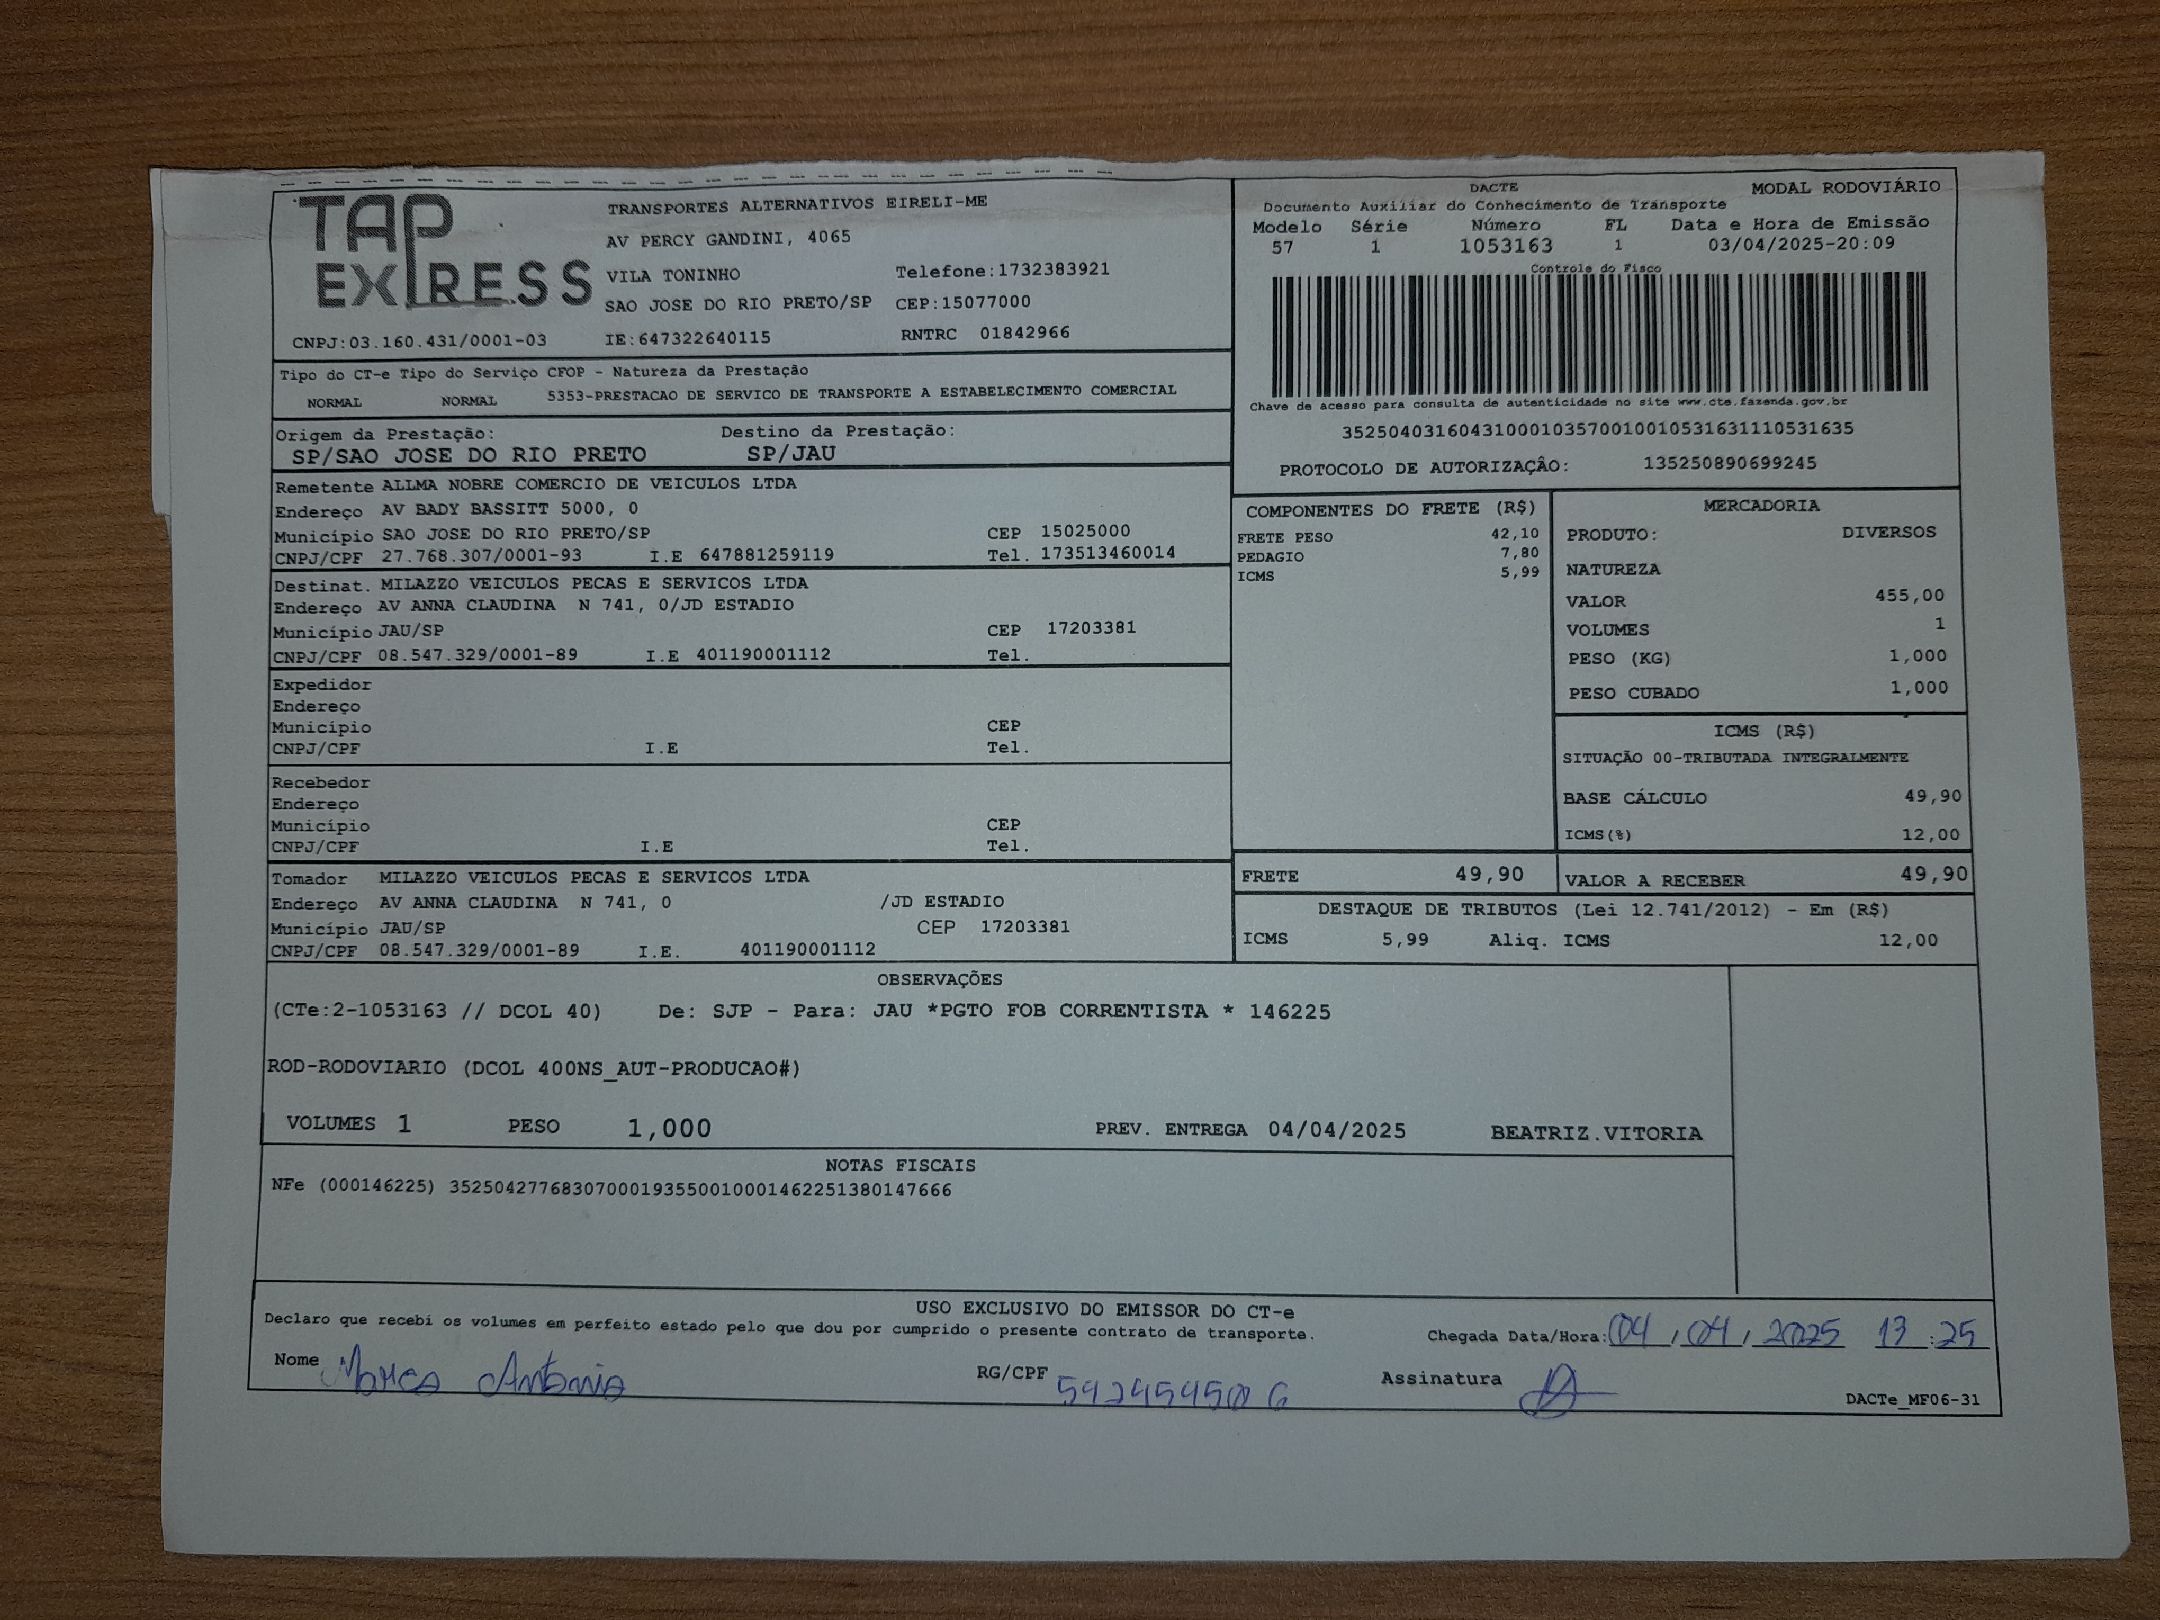 TAP EXPRESS
TRANSPORTES ALTERNATIVOS EIRELI-ME
AV PERCY GANDINI, 4065
VILA TONINHO Telefone:1732383921
SAO JOSE DO RIO PRETO/SP CEP:15077000
CNPJ:03.160.431/0001-03 IE:647322640115 RNTRC 01842966
DACTE MODAL RODOVIÁRIO
Documento Auxiliar do Conhecimento de Transporte
Modelo Série Número FL Data e Hora de Emissão
57 1 1053163 1 03/04/2025-20:09
Controle do Fisco
Chave de acesso para consulta de autenticidade no site www.cte.fazenda.gov.br
35250403160431000103570010010531631110531635
PROTOCOLO DE AUTORIZAÇÂO: 135250890699245
Tipo do CT-e Tipo do Serviço CFOP - Natureza da Prestação
NORMAL NORMAL 5353-PRESTACAO DE SERVICO DE TRANSPORTE A ESTABELECIMENTO COMERCIAL
Origem da Prestação: Destino da Prestação:
SP/SAO JOSE DO RIO PRETO SP/JAU
Remetente ALLMA NOBRE COMERCIO DE VEICULOS LTDA
Endereço AV BADY BASSITT 5000, 0
Município SAO JOSE DO RIO PRETO/SP CEP 15025000
CNPJ/CPF 27.768.307/0001-93 I.E 647881259119 Tel. 173513460014
Destinat. MILAZZO VEICULOS PECAS E SERVICOS LTDA
Endereço AV ANNA CLAUDINA N 741, 0/JD ESTADIO
Município JAU/SP CEP 17203381
CNPJ/CPF 08.547.329/0001-89 I.E 401190001112 Tel.
Expedidor
Endereço
Município CEP
CNPJ/CPF I.E Tel.
Recebedor
Endereço
Município CEP
CNPJ/CPF I.E Tel.
Tomador MILAZZO VEICULOS PECAS E SERVICOS LTDA
Endereço AV ANNA CLAUDINA N 741, 0 /JD ESTADIO
Município JAU/SP CEP 17203381
CNPJ/CPF 08.547.329/0001-89 I.E. 401190001112
COMPONENTES DO FRETE (R$)
FRETE PESO 42,10
PEDAGIO 7,80
ICMS 5,99
MERCADORIA
PRODUTO: DIVERSOS
NATUREZA
VALOR 455,00
VOLUMES 1
PESO (KG) 1,000
PESO CUBADO 1,000
ICMS (R$)
SITUAÇÃO 00-TRIBUTADA INTEGRALMENTE
BASE CÁLCULO 49,90
ICMS(%) 12,00
FRETE 49,90 VALOR A RECEBER 49,90
DESTAQUE DE TRIBUTOS (Lei 12.741/2012) - Em (R$)
ICMS 5,99 Aliq. ICMS 12,00
OBSERVAÇÕES
(CTe:2-1053163 // DCOL 40) De: SJP - Para: JAU *PGTO FOB CORRENTISTA * 146225
ROD-RODOVIARIO (DCOL 400NS_AUT-PRODUCAO#)
VOLUMES 1 PESO 1,000 PREV. ENTREGA 04/04/2025 BEATRIZ.VITORIA
NOTAS FISCAIS
NFe (000146225) 35250427768307000193550010001462251380147666
USO EXCLUSIVO DO EMISSOR DO CT-e
Declaro que recebi os volumes em perfeito estado pelo que dou por cumprido o presente contrato de transporte.
Chegada Data/Hora: 04/04/2025 13:25
Nome Marco Antonio RG/CPF Assinatura
DACTe_MF06-31